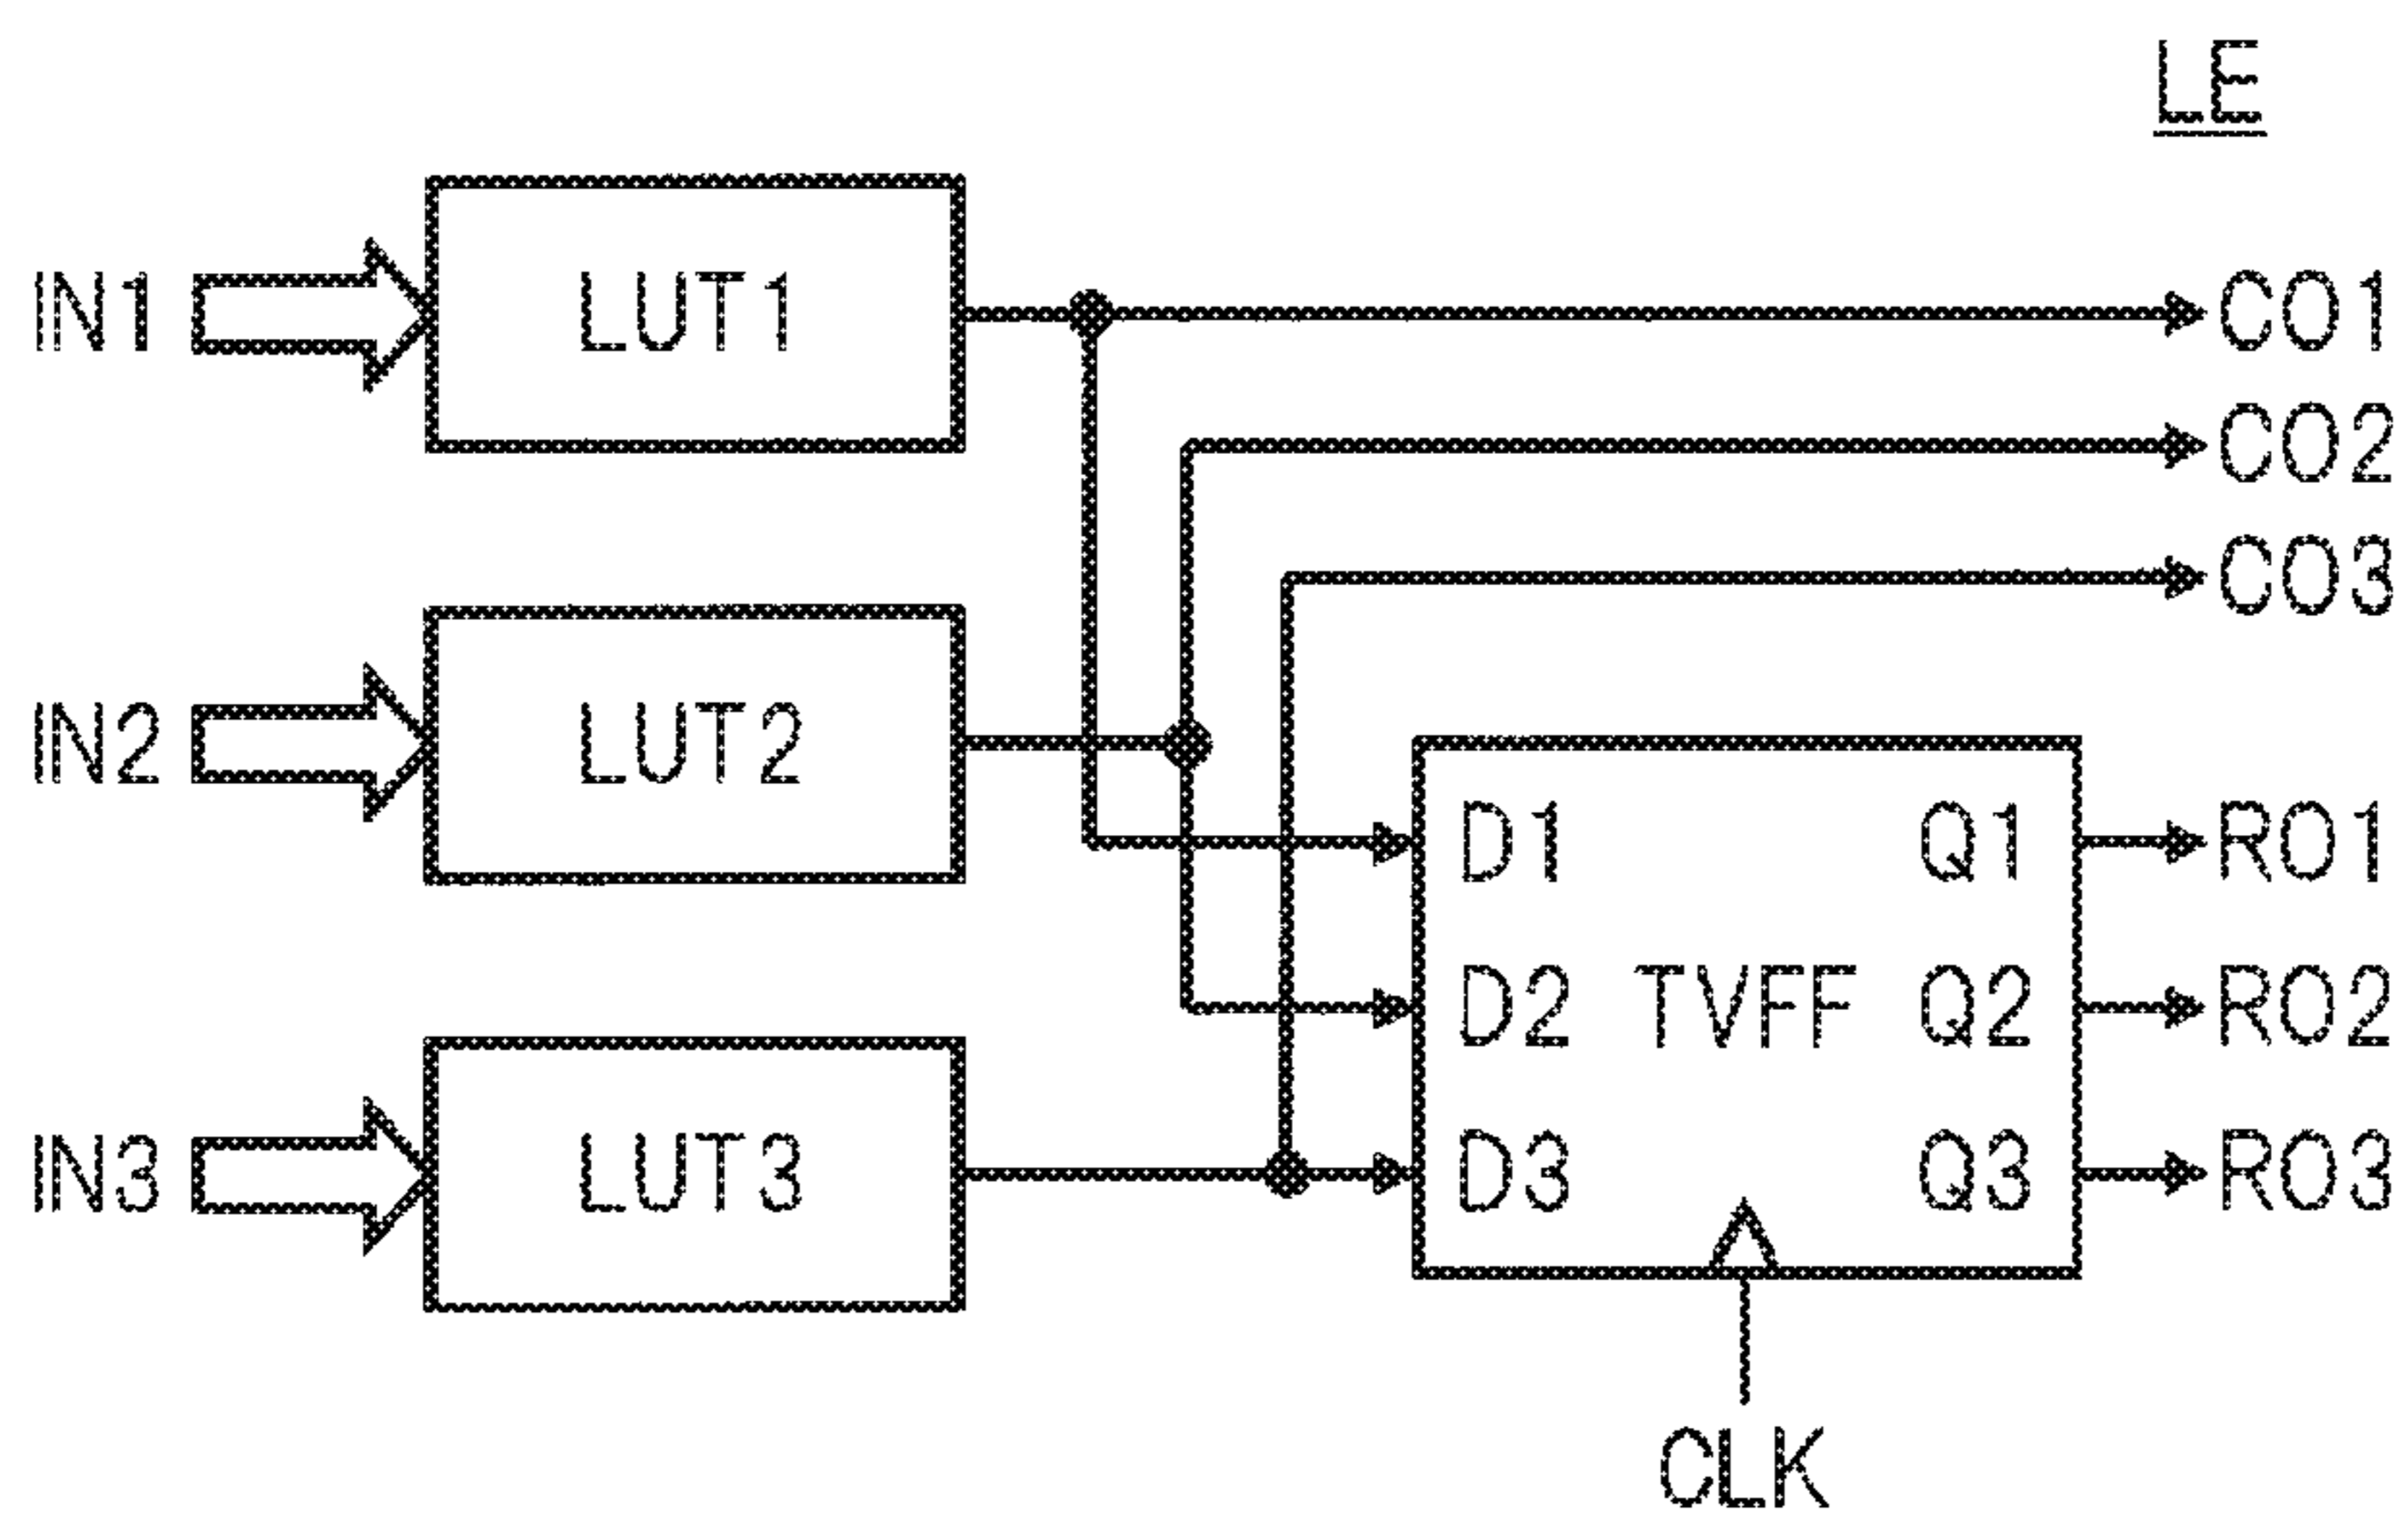 LE
IN1 LUT1 CO1
CO2
CO3
IN2 LUT2
D1 Q1 RO1
D2 TVFF Q2 RO2
IN3 LUT3 D3 Q3 RO3
CLK